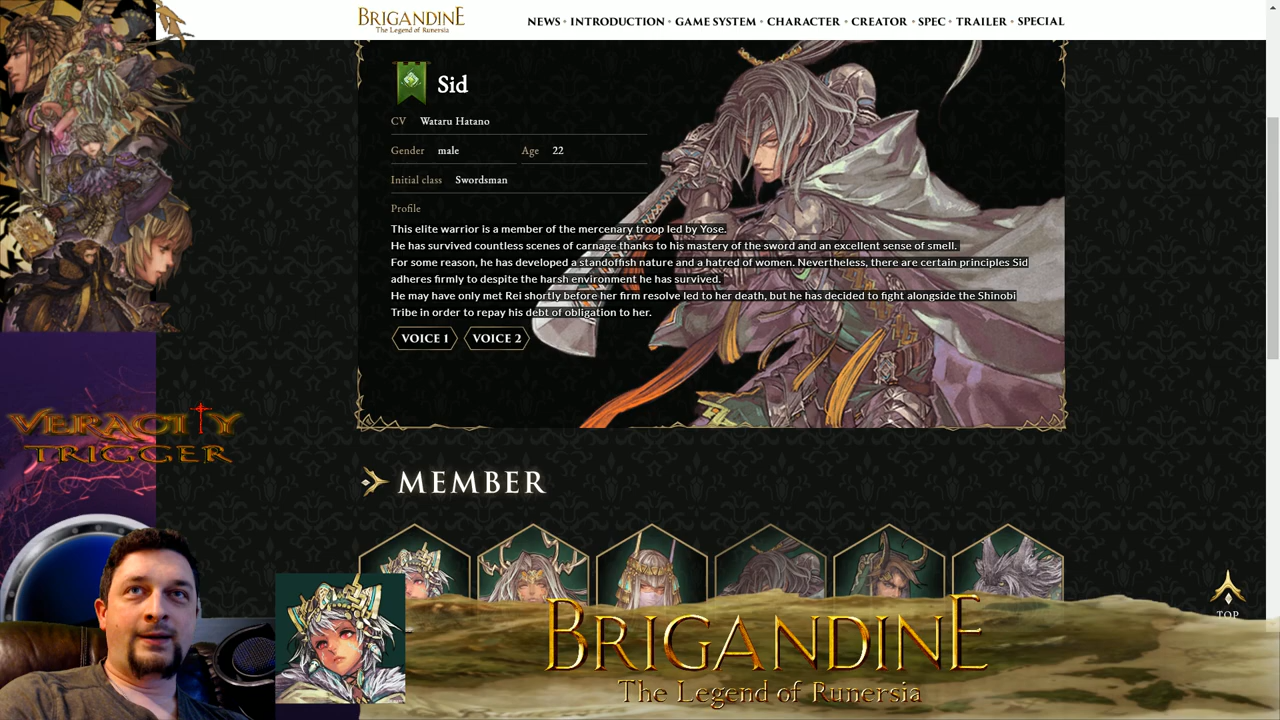 BRIGANDINE
The Legend of Runersia
NEWS • INTRODUCTION • GAME SYSTEM • CHARACTER • CREATOR • SPEC • TRAILER • SPECIAL
Sid
CV Wataru Hatano
Gender male Age 22
Initial class Swordsman
Profile
This elite warrior is a member of the mercenary troop led by Yose.
He has survived countless scenes of carnage thanks to his mastery of the sword and an excellent sense of smell.
For some reason, he has developed a standoffish nature and a hatred of women. Nevertheless, there are certain principles Sid
adheres firmly to despite the harsh environment he has survived.
He may have only met Rei shortly before her firm resolve led to her death, but he has decided to fight alongside the Shinobi
Tribe in order to repay his debt of obligation to her.
VOICE 1 VOICE 2
VERACITY
TRIGGER
MEMBER
TOP
BRIGANDINE
The Legend of Runersia